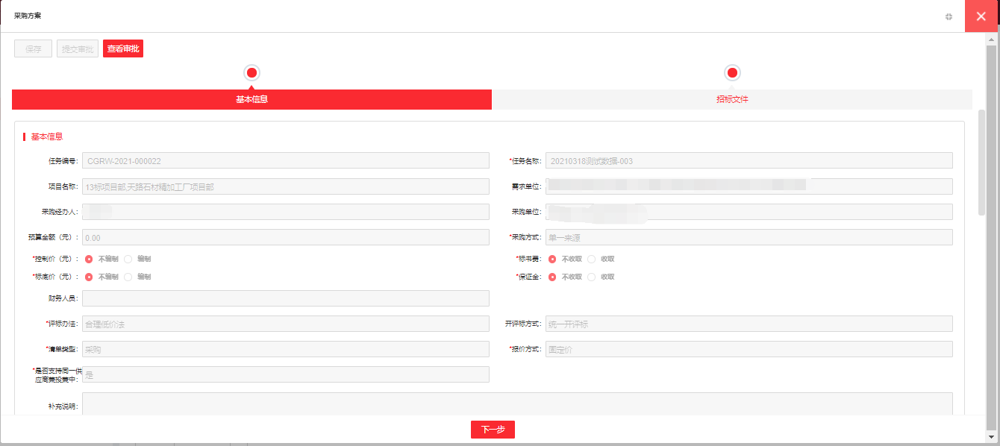 采购方案
保存 提交审批 查看审批
基本信息 招标文件
基本信息
任务编号: CGRW-2021-000022 *任务名称: 20210318测试数据-003
项目名称: 13标项目部.天路石材精加工厂项目部 需求单位:
采购经办人: 采购单位:
预算金额（元）: 0.00 *采购方式: 单一来源
*控制价（元）: 不编制 编制 *标书费: 不收取 收取
*标底价（元）: 不编制 编制 *保证金: 不收取 收取
财务人员:
*评标办法: 合理低价法 开评标方式: 统一开评标
*清单类型: 采购 *报价方式: 固定价
*是否支持同一供
应商兼投兼中: 是
补充说明:
下一步